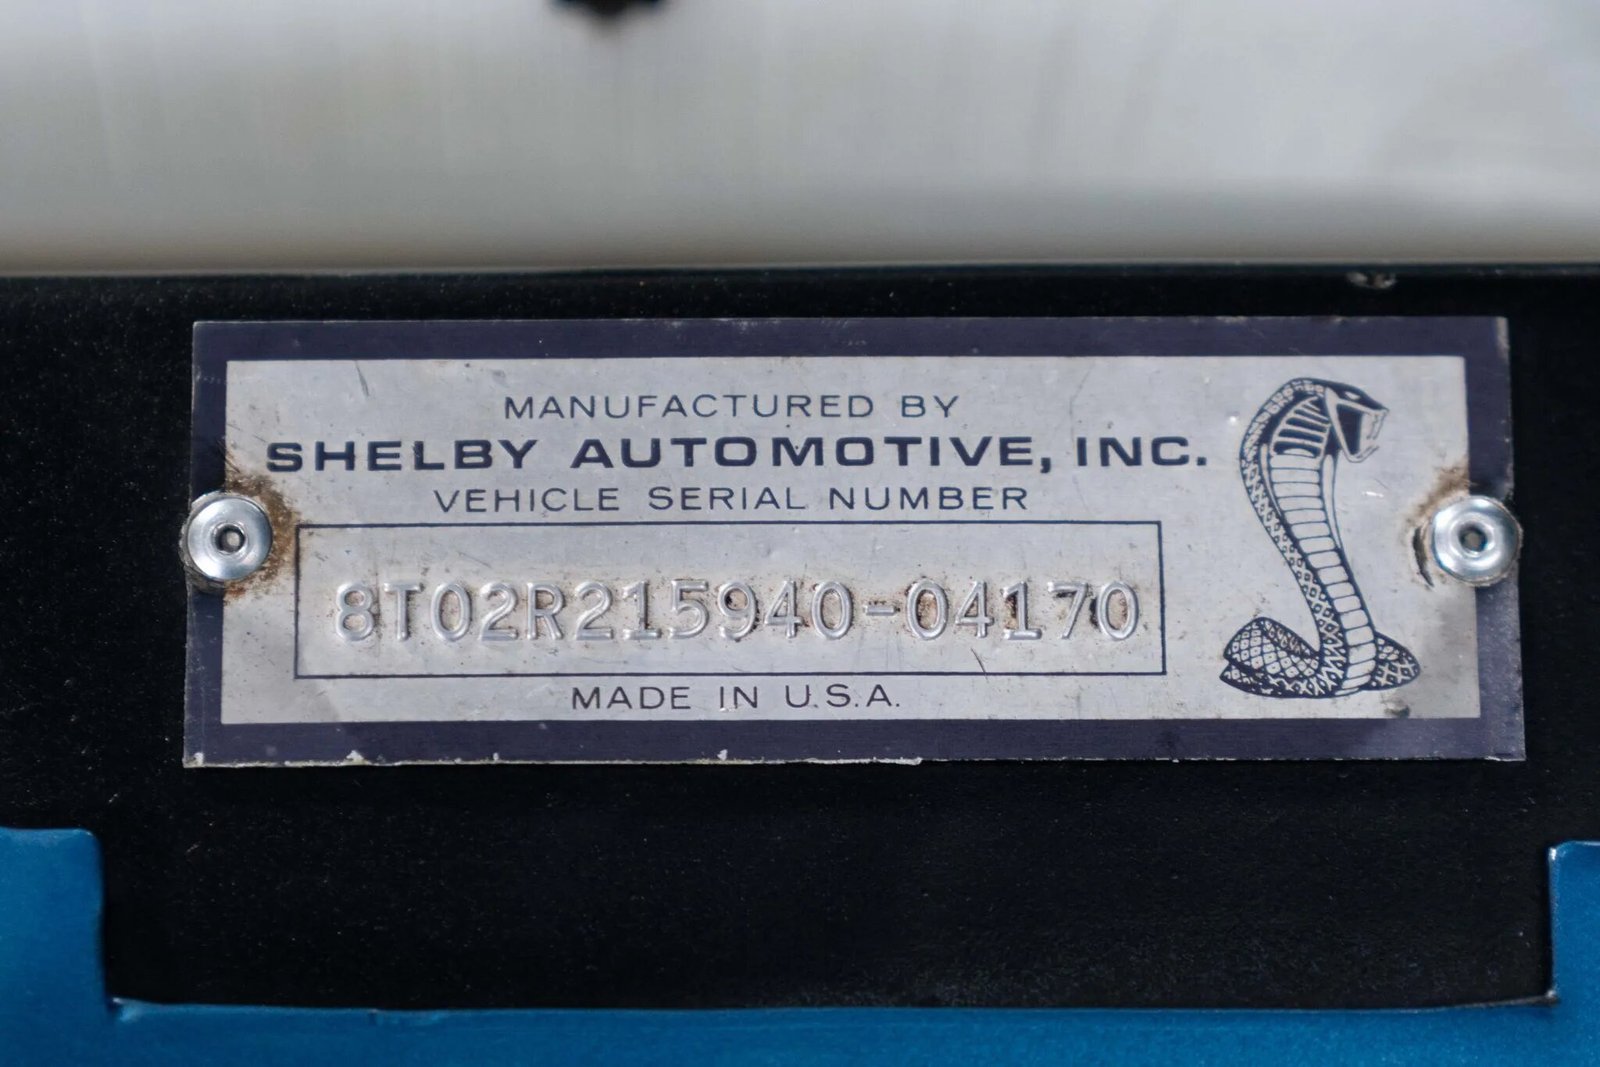 MANUFACTURED BY
SHELBY AUTOMOTIVE, INC.
VEHICLE SERIAL NUMBER
8T02R215940-04170
MADE IN U.S.A.